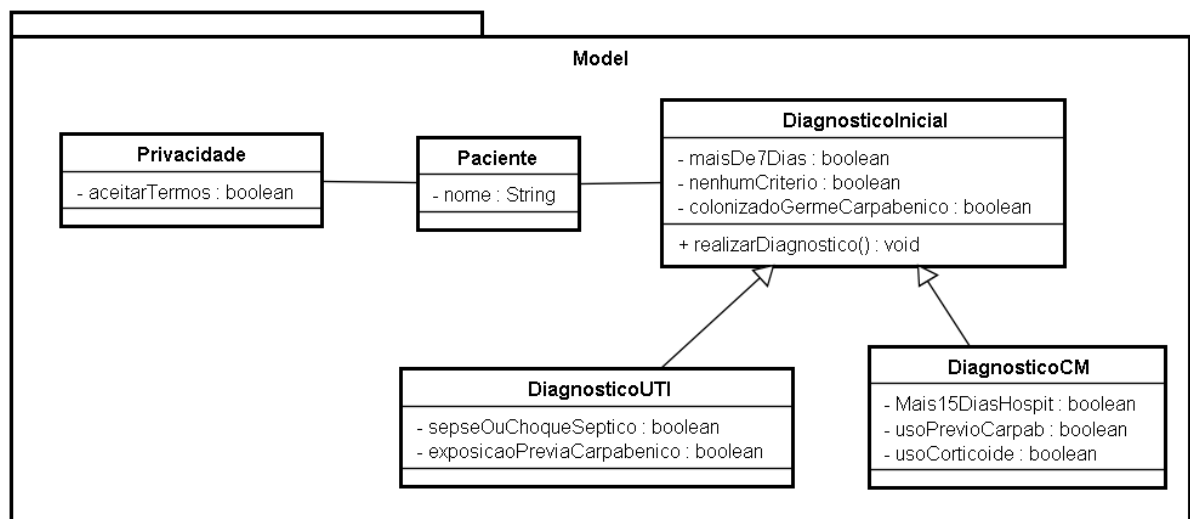 Model
Privacidade
- aceitarTermos : boolean
Paciente
- nome : String
DiagnosticoInicial
- maisDe7Dias : boolean
- nenhumCriterio : boolean
- colonizadoGermeCarpabenico : boolean
+ realizarDiagnostico() : void
DiagnosticoUTI
- sepseOuChoqueSeptico : boolean
- exposicaoPreviaCarpabenico : boolean
DiagnosticoCM
- Mais15DiasHospit : boolean
- usoPrevioCarpab : boolean
- usoCorticoide : boolean